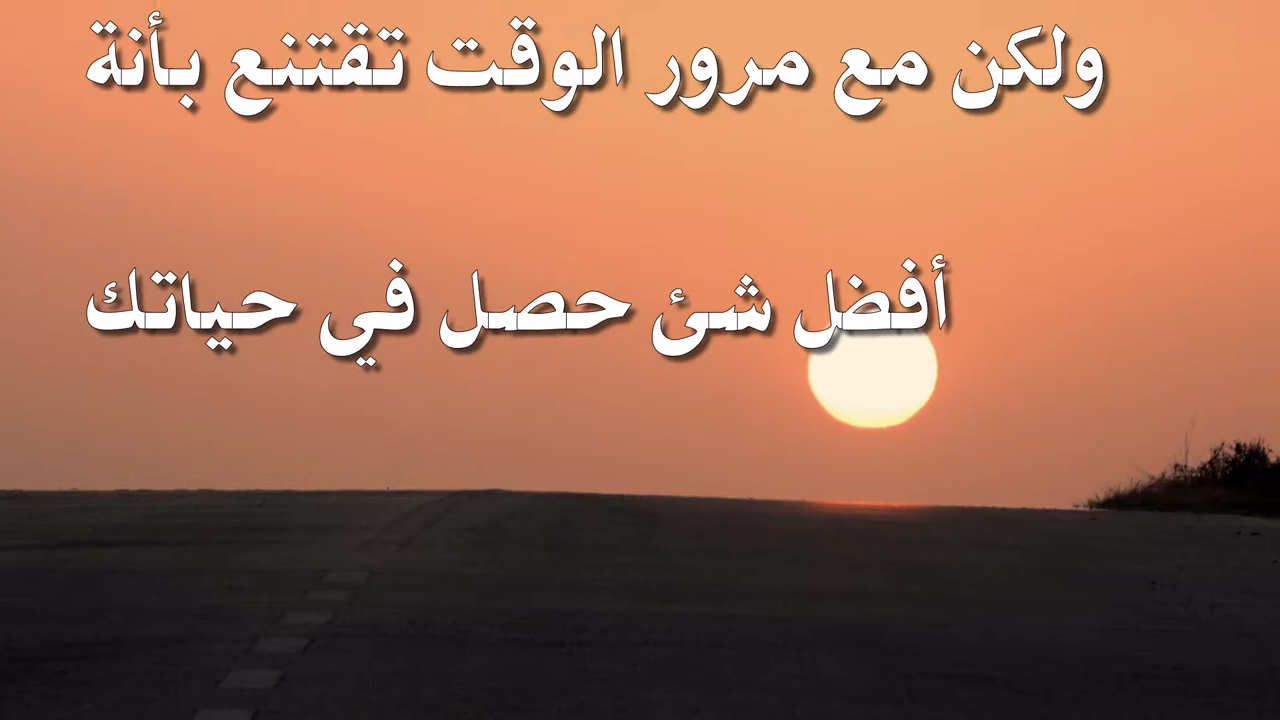 ولكن مع مرور الوقت تقتنع بأنة
أفضل شئ حصل في حياتك